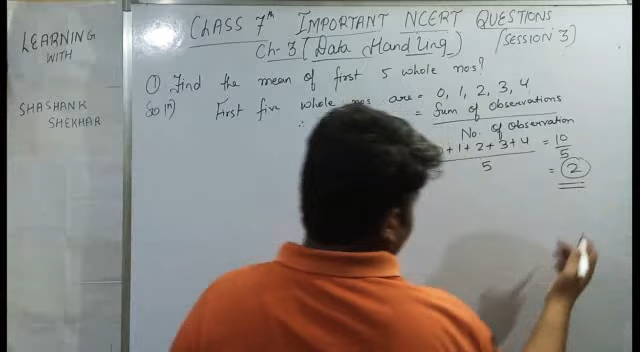 LEARNING
WITH
SHASHANK
SHEKHAR
CLASS 7th IMPORTANT NCERT QUESTIONS
Ch-3 (Data Handling) (SESSION 3)
① Find the mean of first 5 whole nos?
Soln) First five whole nos are = 0, 1, 2, 3, 4
∴ = Sum of observations
No. of observation
+ 1 + 2 + 3 + 4 = 10
5 5
= 2